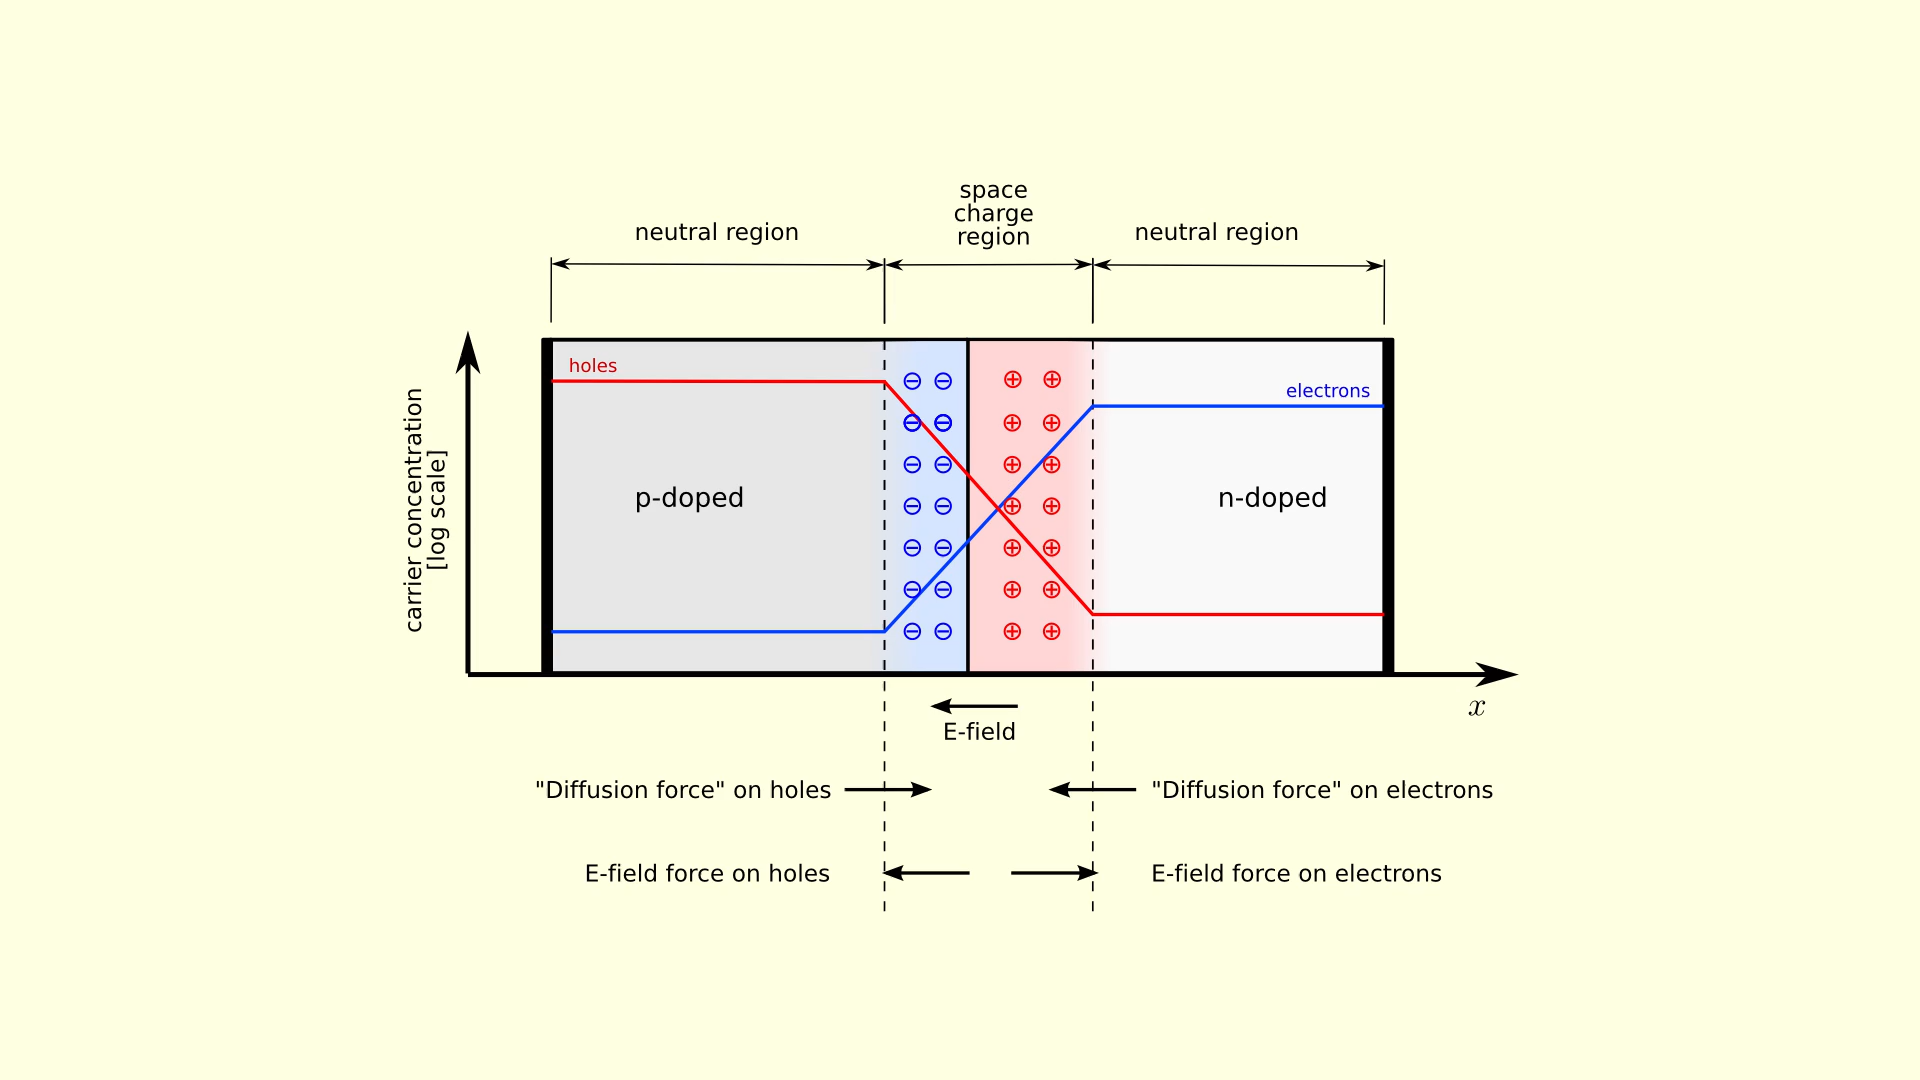 space
charge
region
neutral region
neutral region
holes
electrons
carrier concentration
[log scale]
p-doped
n-doped
x
E-field
"Diffusion force" on holes
"Diffusion force" on electrons
E-field force on holes
E-field force on electrons